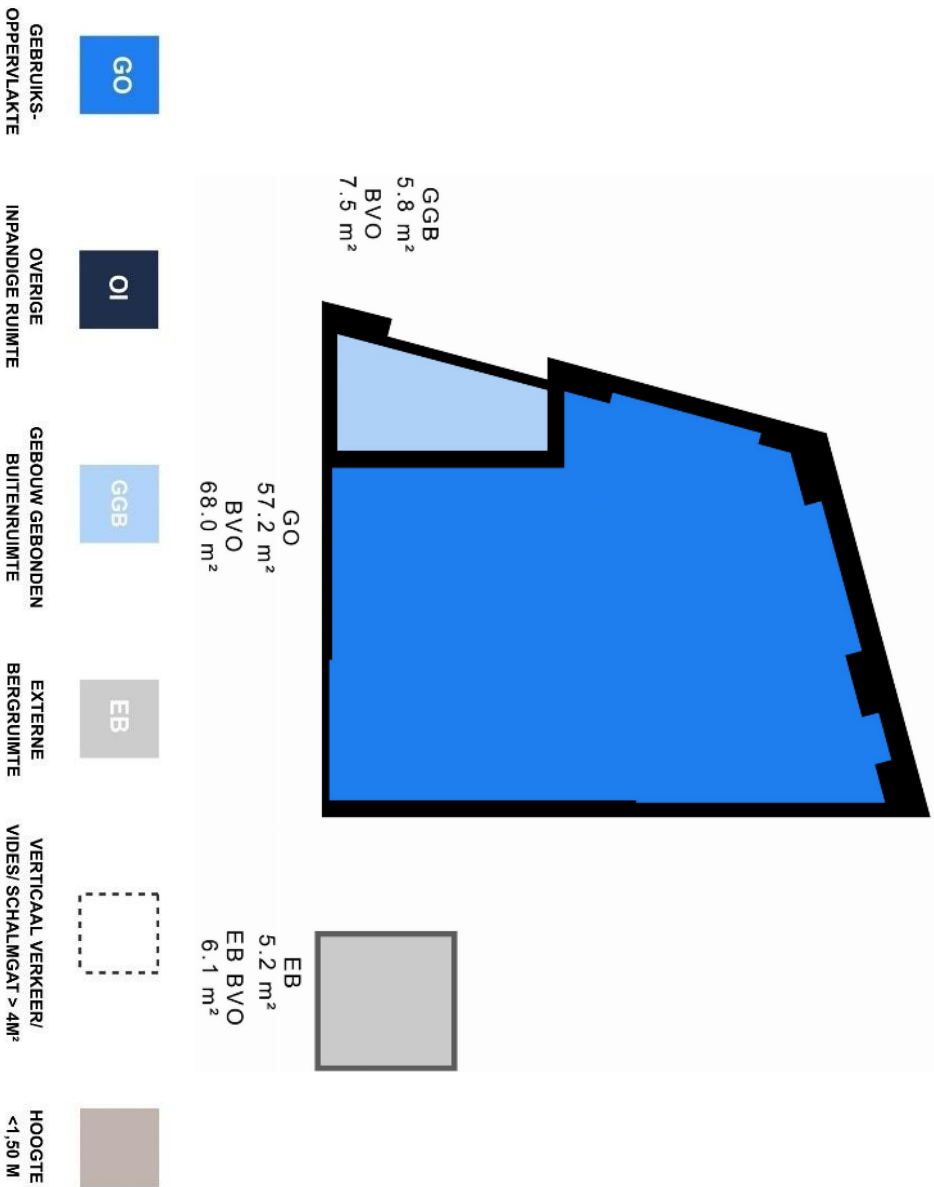 GGB
5.8 m²
BVO
7.5 m²
GO
57.2 m²
BVO
68.0 m²
EB
5.2 m²
EB BVO
6.1 m²
GO
GEBRUIKS-
OPPERVLAKTE
OI
OVERIGE
INPANDIGE RUIMTE
GGB
GEBOUW GEBONDEN
BUITENRUIMTE
EB
EXTERNE
BERGRUIMTE
VERTICAAL VERKEER/
VIDES/ SCHALMGAT > 4M²
HOOGTE
<1,50 M